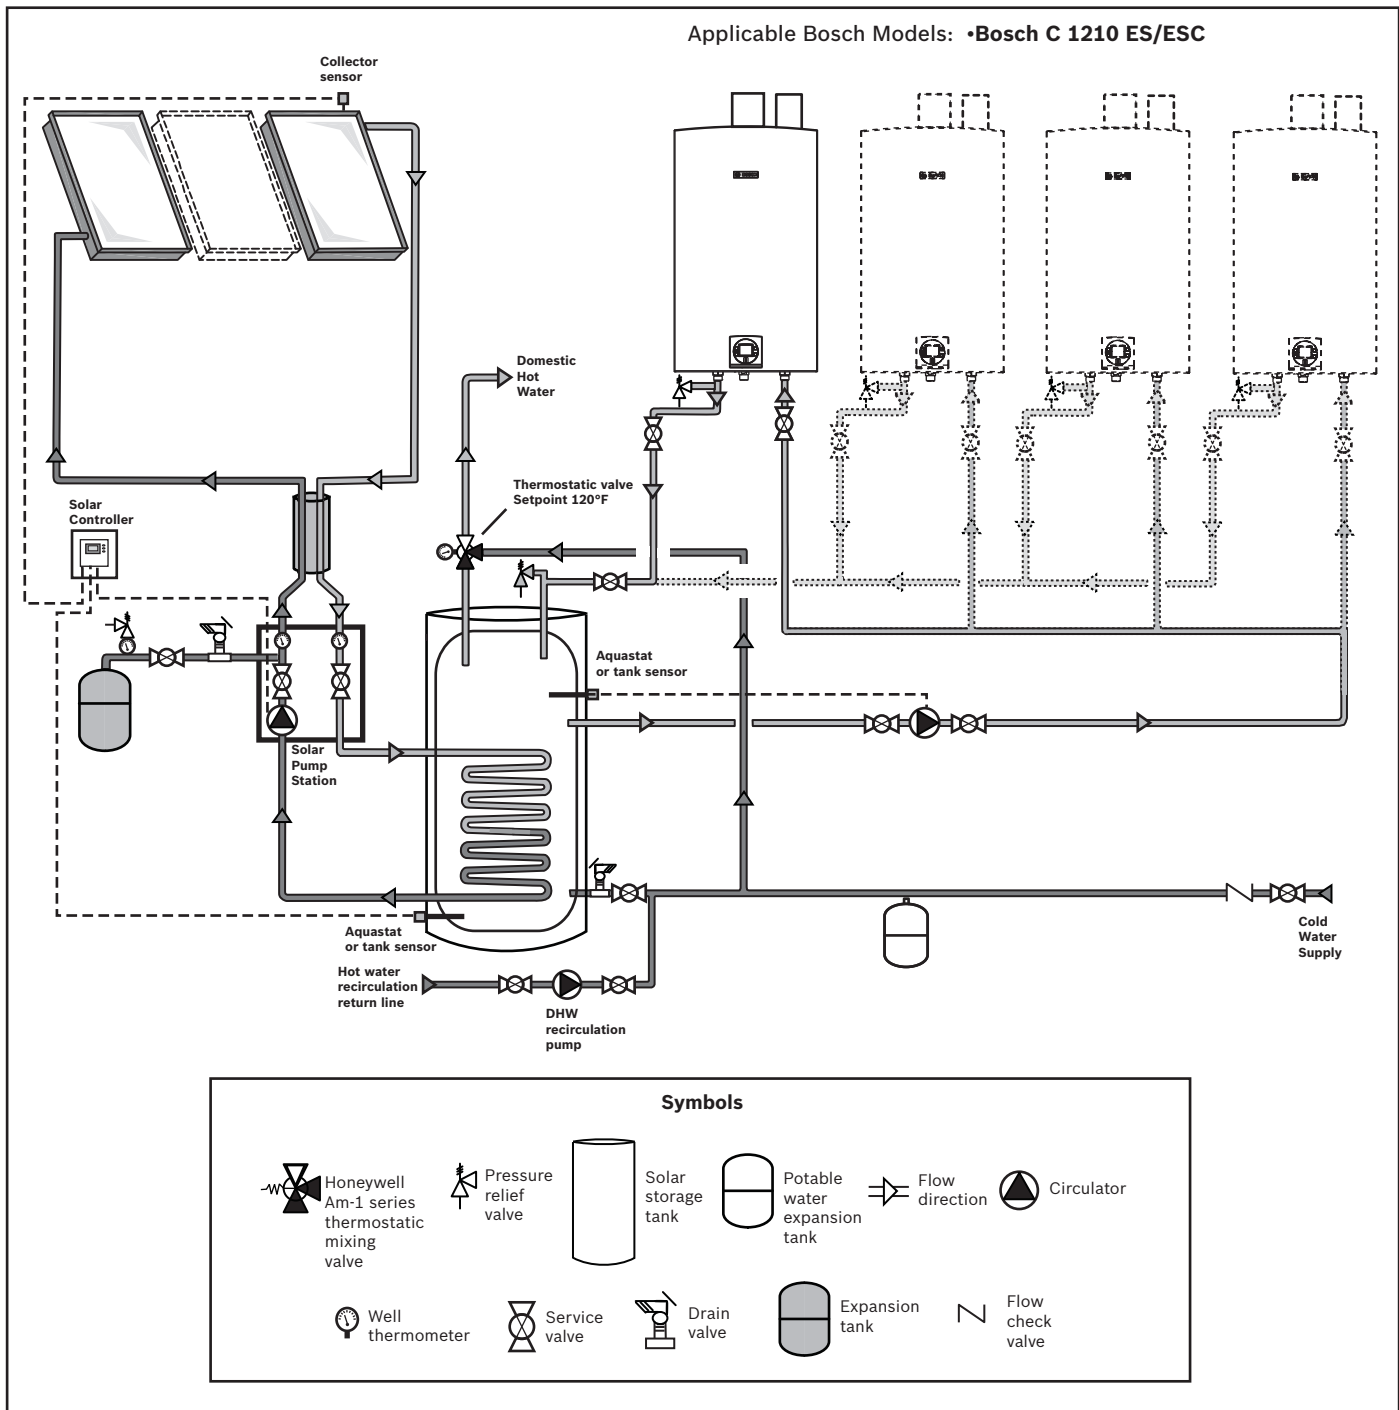 Applicable Bosch Models: •Bosch C 1210 ES/ESC
Collector
sensor
Domestic
Hot
Water
Thermostatic valve
Setpoint 120°F
Solar
Controller
Aquastat
or tank sensor
Solar
Pump
Station
Aquastat
or tank sensor
Cold
Water
Supply
Hot water
recirculation
return line
DHW
recirculation
pump
Symbols
Honeywell
Am-1 series
thermostatic
mixing
valve
Pressure
relief
valve
Solar
storage
tank
Potable
water
expansion
tank
Flow
direction
Circulator
Well
thermometer
Service
valve
Drain
valve
Expansion
tank
Flow
check
valve